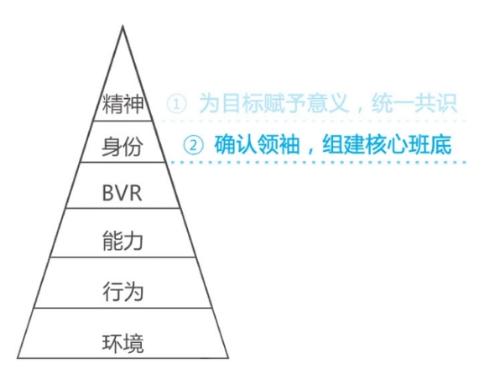 精神 ① 为目标赋予意义，统一共识
身份 ② 确认领袖，组建核心班底
BVR
能力
行为
环境